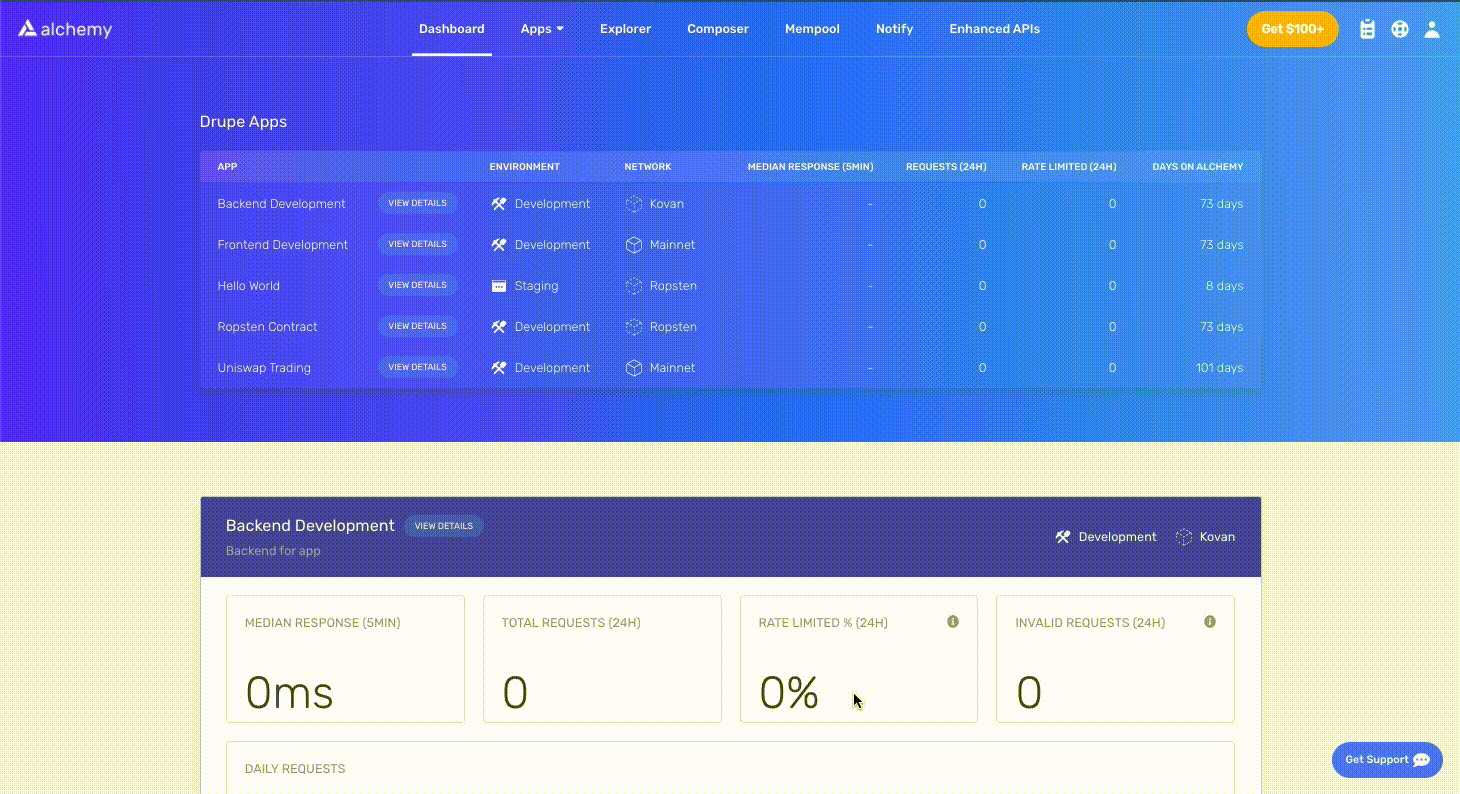 alchemy Dashboard Apps Explorer Composer Mempool Notify Enhanced APIs Get $100+
Drupe Apps
APP ENVIRONMENT NETWORK MEDIAN RESPONSE (5MIN) REQUESTS (24H) RATE LIMITED (24H) DAYS ON ALCHEMY
Backend Development VIEW DETAILS Development Kovan - 0 0 73 days
Frontend Development VIEW DETAILS Development Mainnet - 0 0 73 days
Hello World VIEW DETAILS Staging Ropsten - 0 0 8 days
Ropsten Contract VIEW DETAILS Development Ropsten - 0 0 73 days
Uniswap Trading VIEW DETAILS Development Mainnet - 0 0 101 days
Backend Development VIEW DETAILS
Backend for app
Development Kovan
MEDIAN RESPONSE (5MIN) TOTAL REQUESTS (24H) RATE LIMITED % (24H) INVALID REQUESTS (24H)
0ms 0 0% 0
DAILY REQUESTS
Get Support